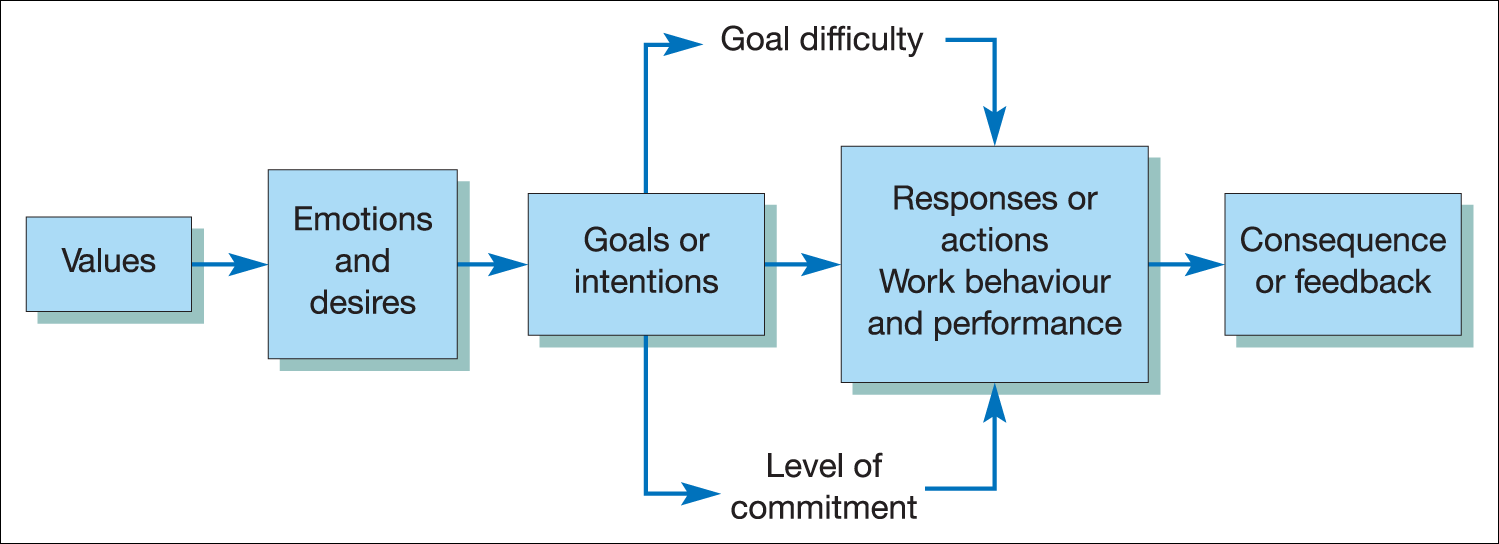 Goal difficulty
Values
Emotions
and
desires
Goals or
intentions
Responses or
actions
Work behaviour
and performance
Consequence
or feedback
Level of
commitment